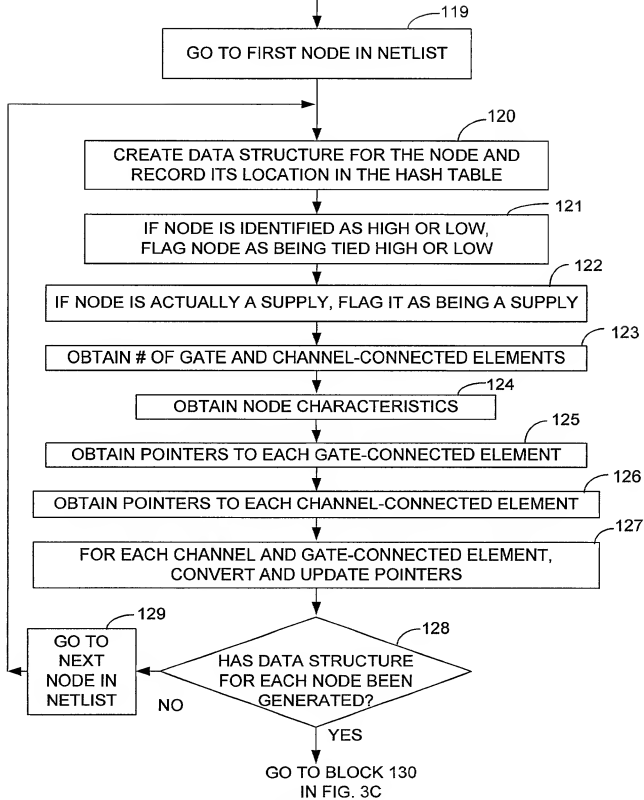 119
GO TO FIRST NODE IN NETLIST
120
CREATE DATA STRUCTURE FOR THE NODE AND
RECORD ITS LOCATION IN THE HASH TABLE
121
IF NODE IS IDENTIFIED AS HIGH OR LOW,
FLAG NODE AS BEING TIED HIGH OR LOW
122
IF NODE IS ACTUALLY A SUPPLY, FLAG IT AS BEING A SUPPLY
123
OBTAIN # OF GATE AND CHANNEL-CONNECTED ELEMENTS
124
OBTAIN NODE CHARACTERISTICS
125
OBTAIN POINTERS TO EACH GATE-CONNECTED ELEMENT
126
OBTAIN POINTERS TO EACH CHANNEL-CONNECTED ELEMENT
127
FOR EACH CHANNEL AND GATE-CONNECTED ELEMENT,
CONVERT AND UPDATE POINTERS
129
GO TO
NEXT
NODE IN
NETLIST
128
HAS DATA STRUCTURE
FOR EACH NODE BEEN
GENERATED?
NO
YES
GO TO BLOCK 130
IN FIG. 3C